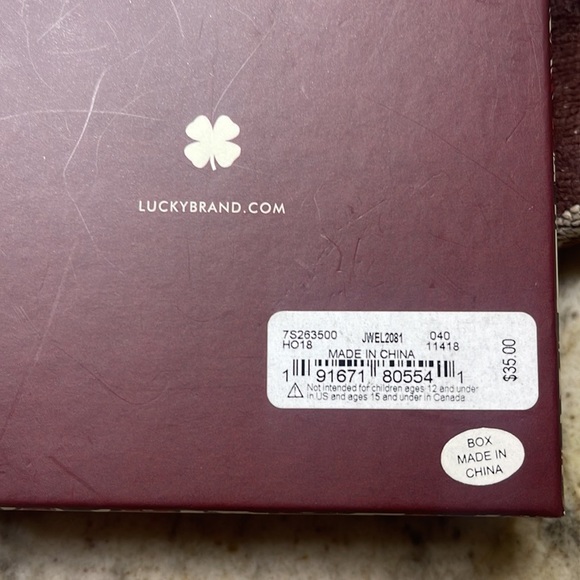 LUCKYBRAND.COM
7S263500 JWEL2081 040
HO18 11418
MADE IN CHINA
$35.00
1 91671 80554 1
Not intended for children ages 12 and under
in US and ages 15 and under in Canada
BOX
MADE IN
CHINA